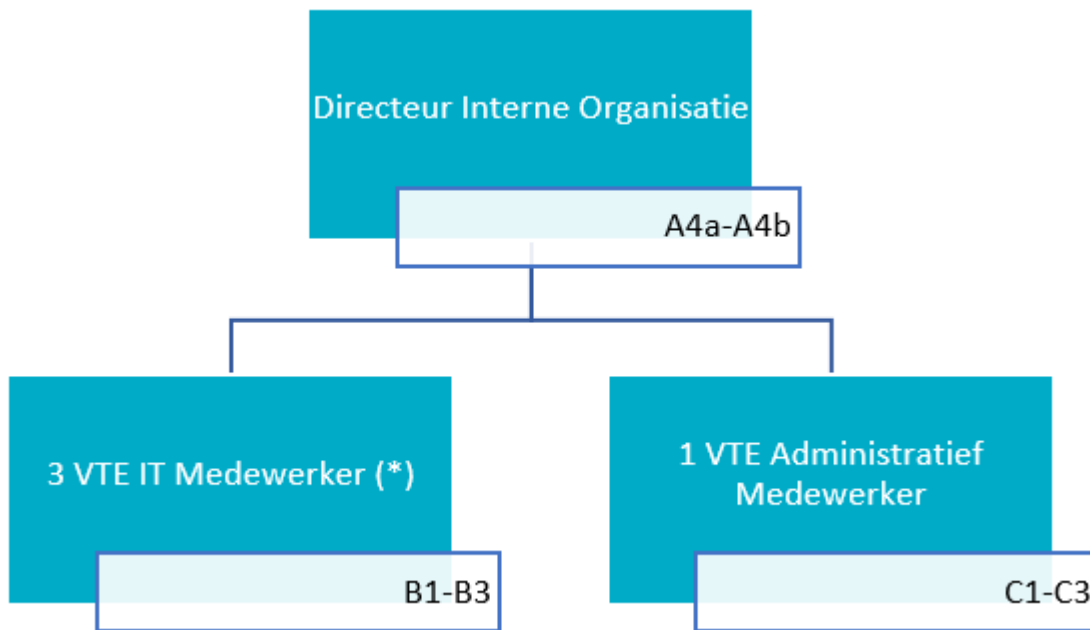 Directeur Interne Organisatie
A4a-A4b
3 VTE IT Medewerker (*)
B1-B3
1 VTE Administratief
Medewerker
C1-C3